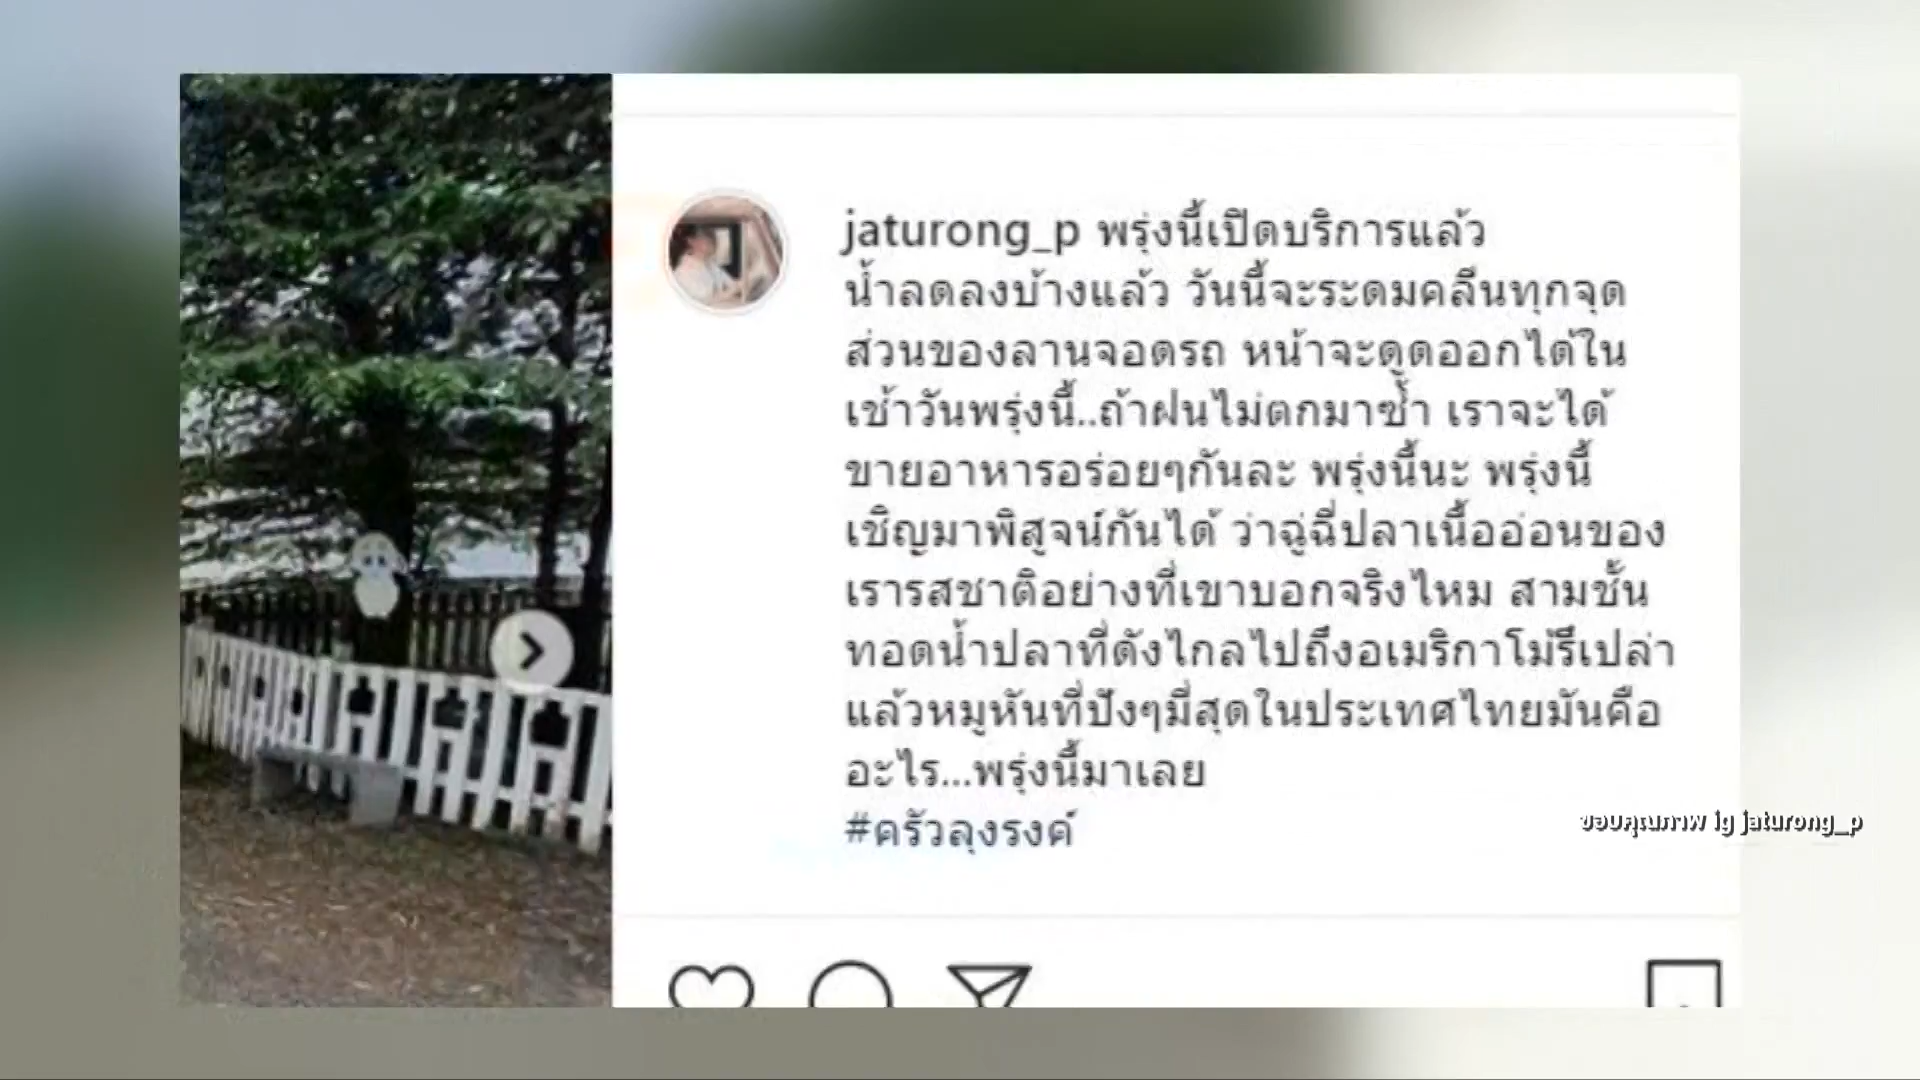 jaturong_p พรุ่งนี้เปิดบริการแล้ว
น้ำลดลงบ้างแล้ว วันนี้จะระดมคลีนทุกจุด
ส่วนของลานจอดรถ หน้าจะดูดออกได้ใน
เช้าวันพรุ่งนี้..ถ้าฝนไม่ตกมาซ้ำ เราจะได้
ขายอาหารอร่อยๆกันละ พรุ่งนี้นะ พรุ่งนี้
เชิญมาพิสูจน์กันได้ ว่าฉู่ฉี่ปลาเนื้ออ่อนของ
เรารสชาติอย่างที่เขาบอกจริงไหม สามชั้น
ทอดน้ำปลาที่ดังไกลไปถึงอเมริกาโม่รึเปล่า
แล้วหมูหันที่ปังๆมี่สุดในประเทศไทยมันคือ
อะไร...พรุ่งนี้มาเลย
#ครัวลุงรงค์
ขอบคุณภาพ ig jaturong_p